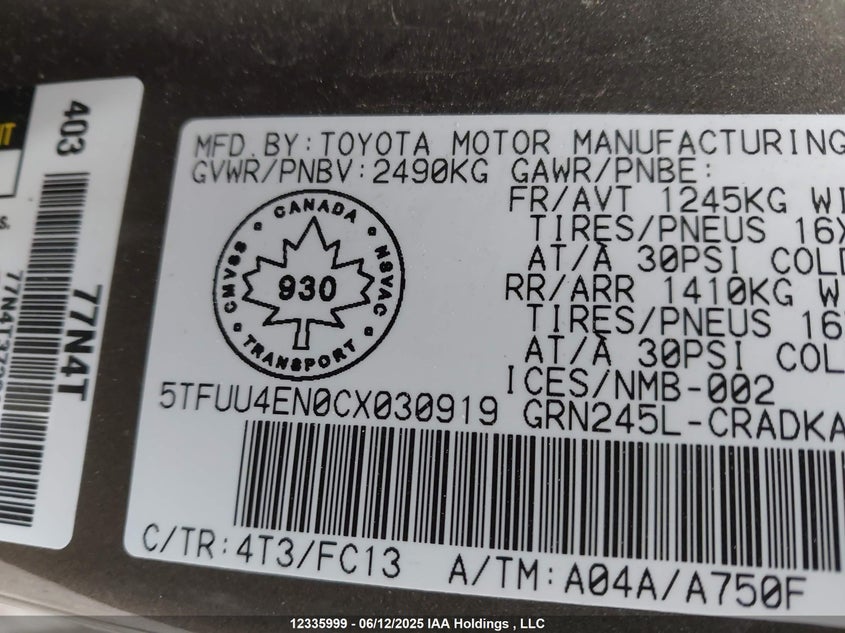 403
77N4T
MFD.BY:TOYOTA MOTOR MANUFACTURING
GVWR/PNBV:2490KG GAWR/PNBE:
FR/AVT 1245KG
TIRES/PNEUS
AT/A 30PSI COLD
RR/ARR 1410KG
TIRES/PNEUS
AT/A 30PSI
CANADA
CMVSS
930
NSVAC
TRANSPORT
ICES/NMB-002
5TFUU4EN0CX030919 GRN245L-CRADKA
C/TR:4T3/FC13 A/TM:A04A/A750F
12335999 - 06/12/2025 IAA Holdings , LLC